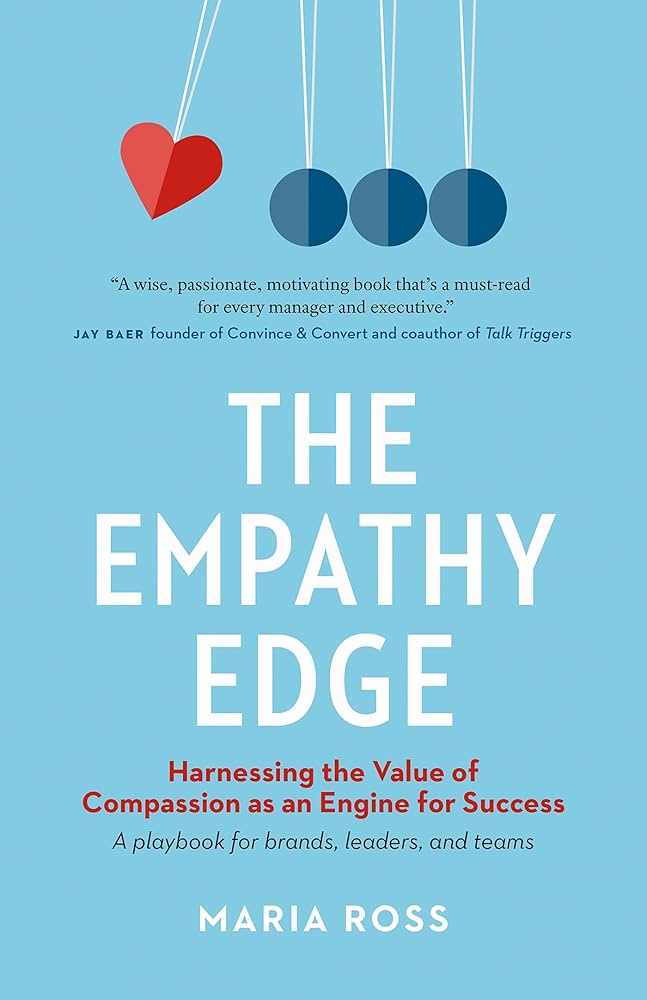 “A wise, passionate, motivating book that’s a must-read
for every manager and executive.”
JAY BAER founder of Convince & Convert and coauthor of Talk Triggers
THE
EMPATHY
EDGE
Harnessing the Value of
Compassion as an Engine for Success
A playbook for brands, leaders, and teams
MARIA ROSS